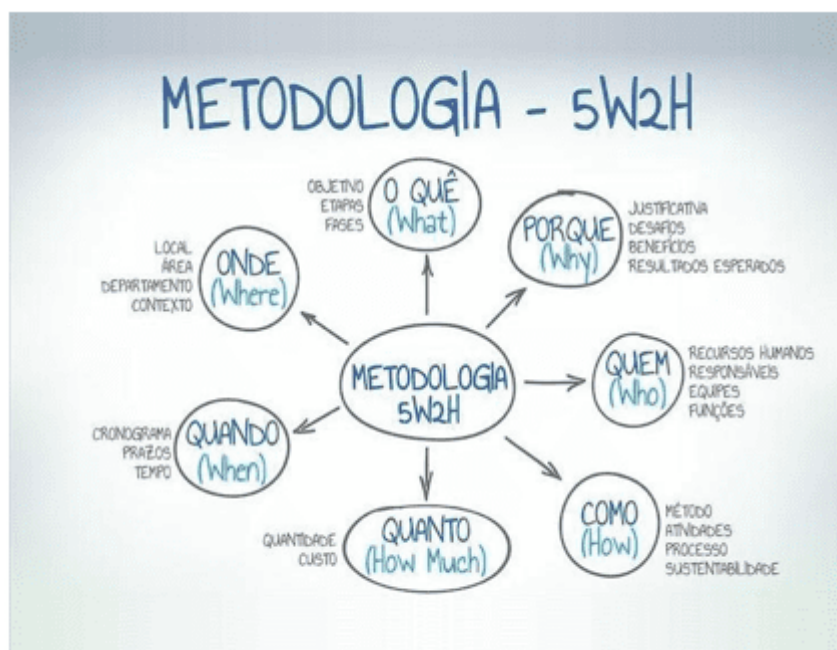 METODOLOGIA - 5W2H
OBJETIVO
ETAPAS
FASES
O QUÊ
(What)
PORQUE
(Why)
JUSTIFICATIVA
DESAFIOS
BENEFÍCIOS
RESULTADOS ESPERADOS
LOCAL
ÁREA
DEPARTAMENTO
CONTEXTO
ONDE
(Where)
METODOLOGIA
5W2H
QUEM
(Who)
RECURSOS HUMANOS
RESPONSÁVEIS
EQUIPES
FUNÇÕES
CRONOGRAMA
PRAZOS
TEMPO
QUANDO
(When)
QUANTIDADE
CUSTO
QUANTO
(How Much)
COMO
(How)
MÉTODO
ATIVIDADES
PROCESSO
SUSTENTABILIDADE